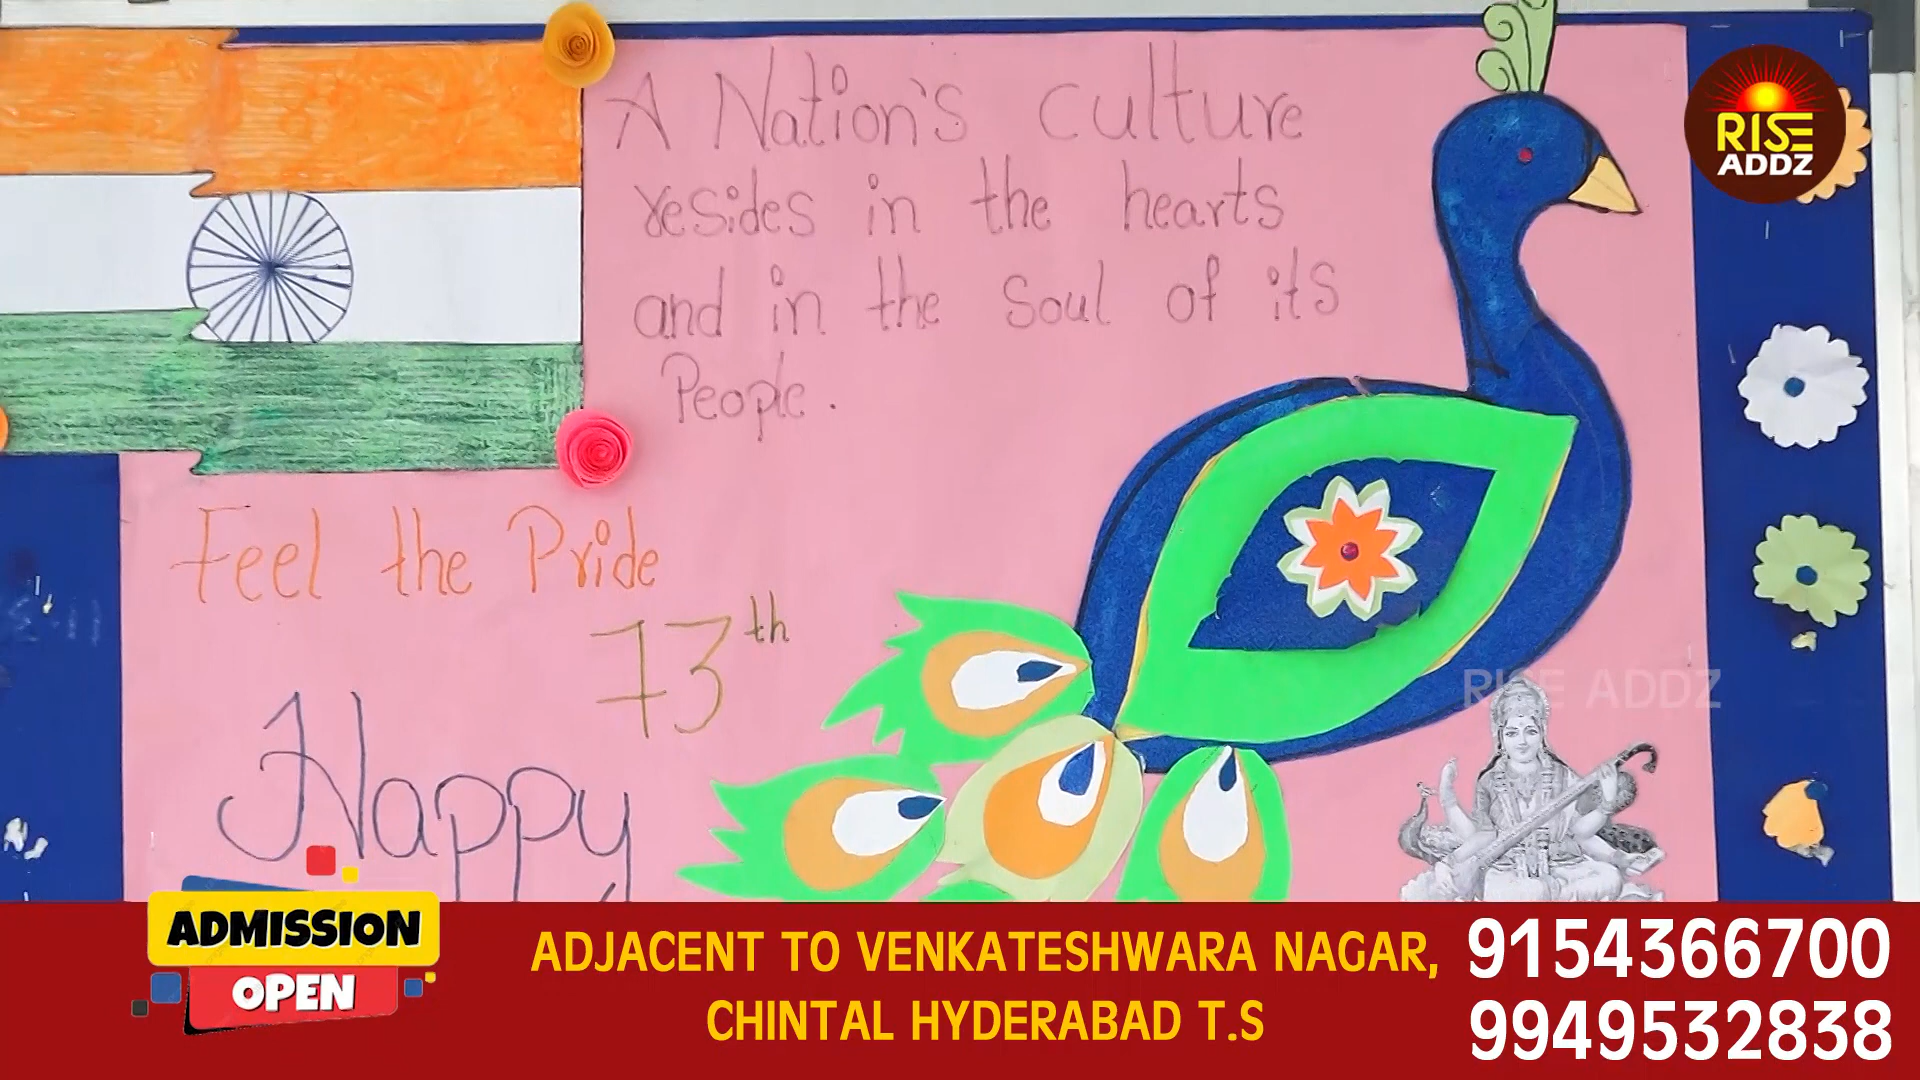 A Nation's culture
resides in the hearts
and in the soul of its
People.
Feel the Pride
73th
Happy
RISE
ADDZ
RISE ADDZ
ADMISSION
OPEN
ADJACENT TO VENKATESHWARA NAGAR,
CHINTAL HYDERABAD T.S
9154366700
9949532838